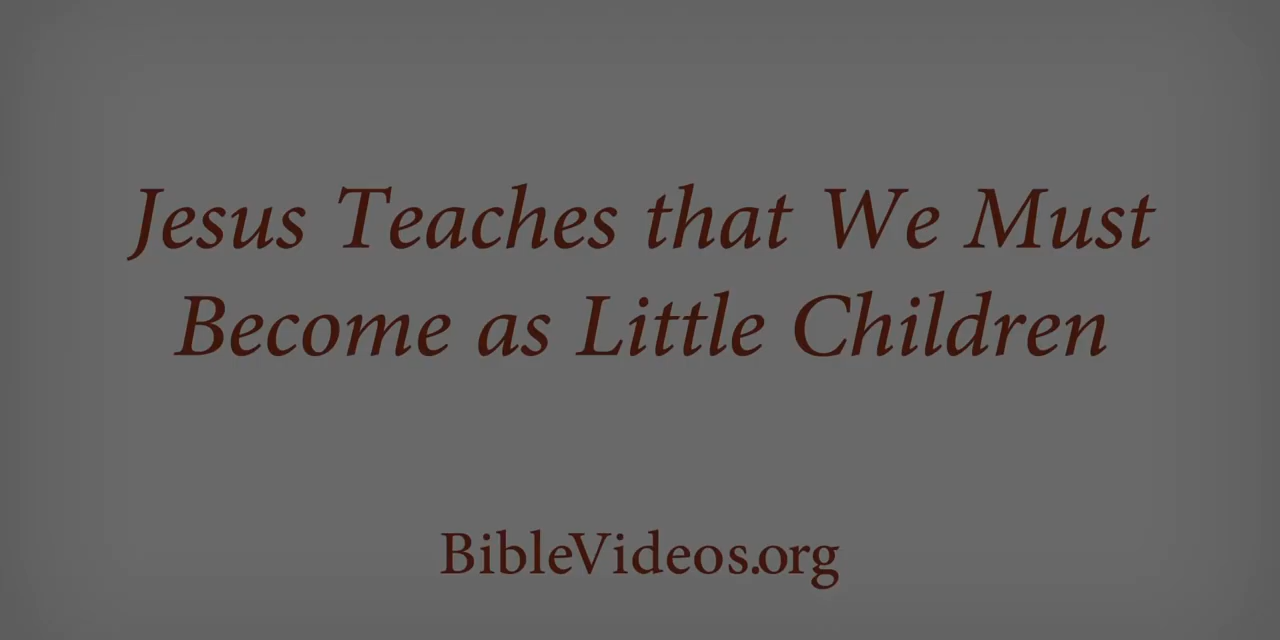 Jesus Teaches that We Must
Become as Little Children
BibleVideos.org